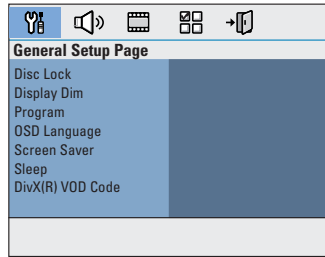 General Setup Page
Disc Lock
Display Dim
Program
OSD Language
Screen Saver
Sleep
DivX(R) VOD Code